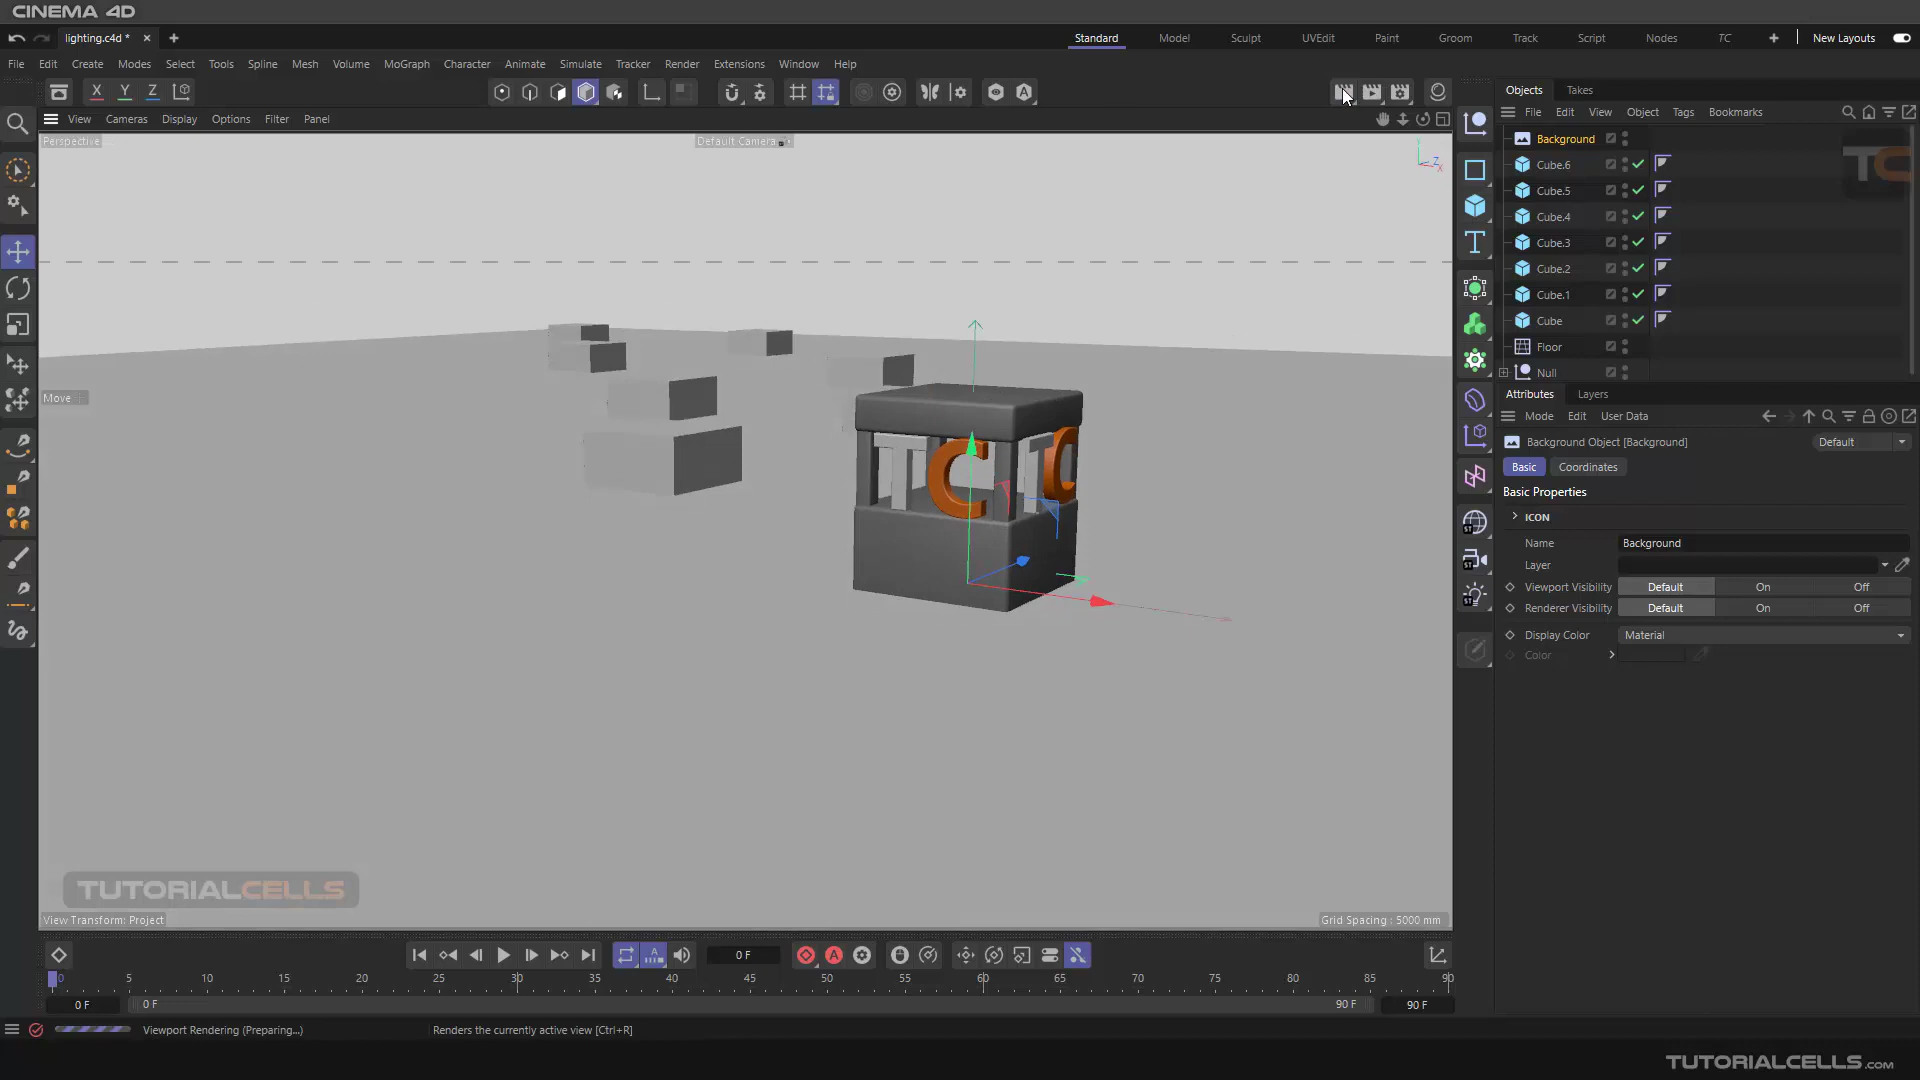 CINEMA 4D
lighting.c4d *
Standard Model Sculpt UVEdit Paint Groom Track Script Nodes TC New Layouts
File Edit Create Modes Select Tools Spline Mesh Volume MoGraph Character Animate Simulate Tracker Render Extensions Window Help
X Y Z
Objects Takes
File Edit View Object Tags Bookmarks
View Cameras Display Options Filter Panel
Perspective
Default Camera
Y
Z
X
Background
Cube.6
Cube.5
Cube.4
Cube.3
Cube.2
Cube.1
Cube
Floor
Null
TC
Move
T C T C
Attributes Layers
Mode Edit User Data
Background Object [Background]
Default
Basic Coordinates
Basic Properties
ICON
Name Background
Layer
Viewport Visibility Default On Off
Renderer Visibility Default On Off
Display Color Material
Color
ST
ST
ST
TUTORIALCELLS
View Transform: Project
Grid Spacing : 5000 mm
0 F
0 5 10 15 20 25 30 35 40 45 50 55 60 65 70 75 80 85 90
0 F 0 F 90 F 90 F
Viewport Rendering (Preparing...)
Renders the currently active view [Ctrl+R]
TUTORIALCELLS.com